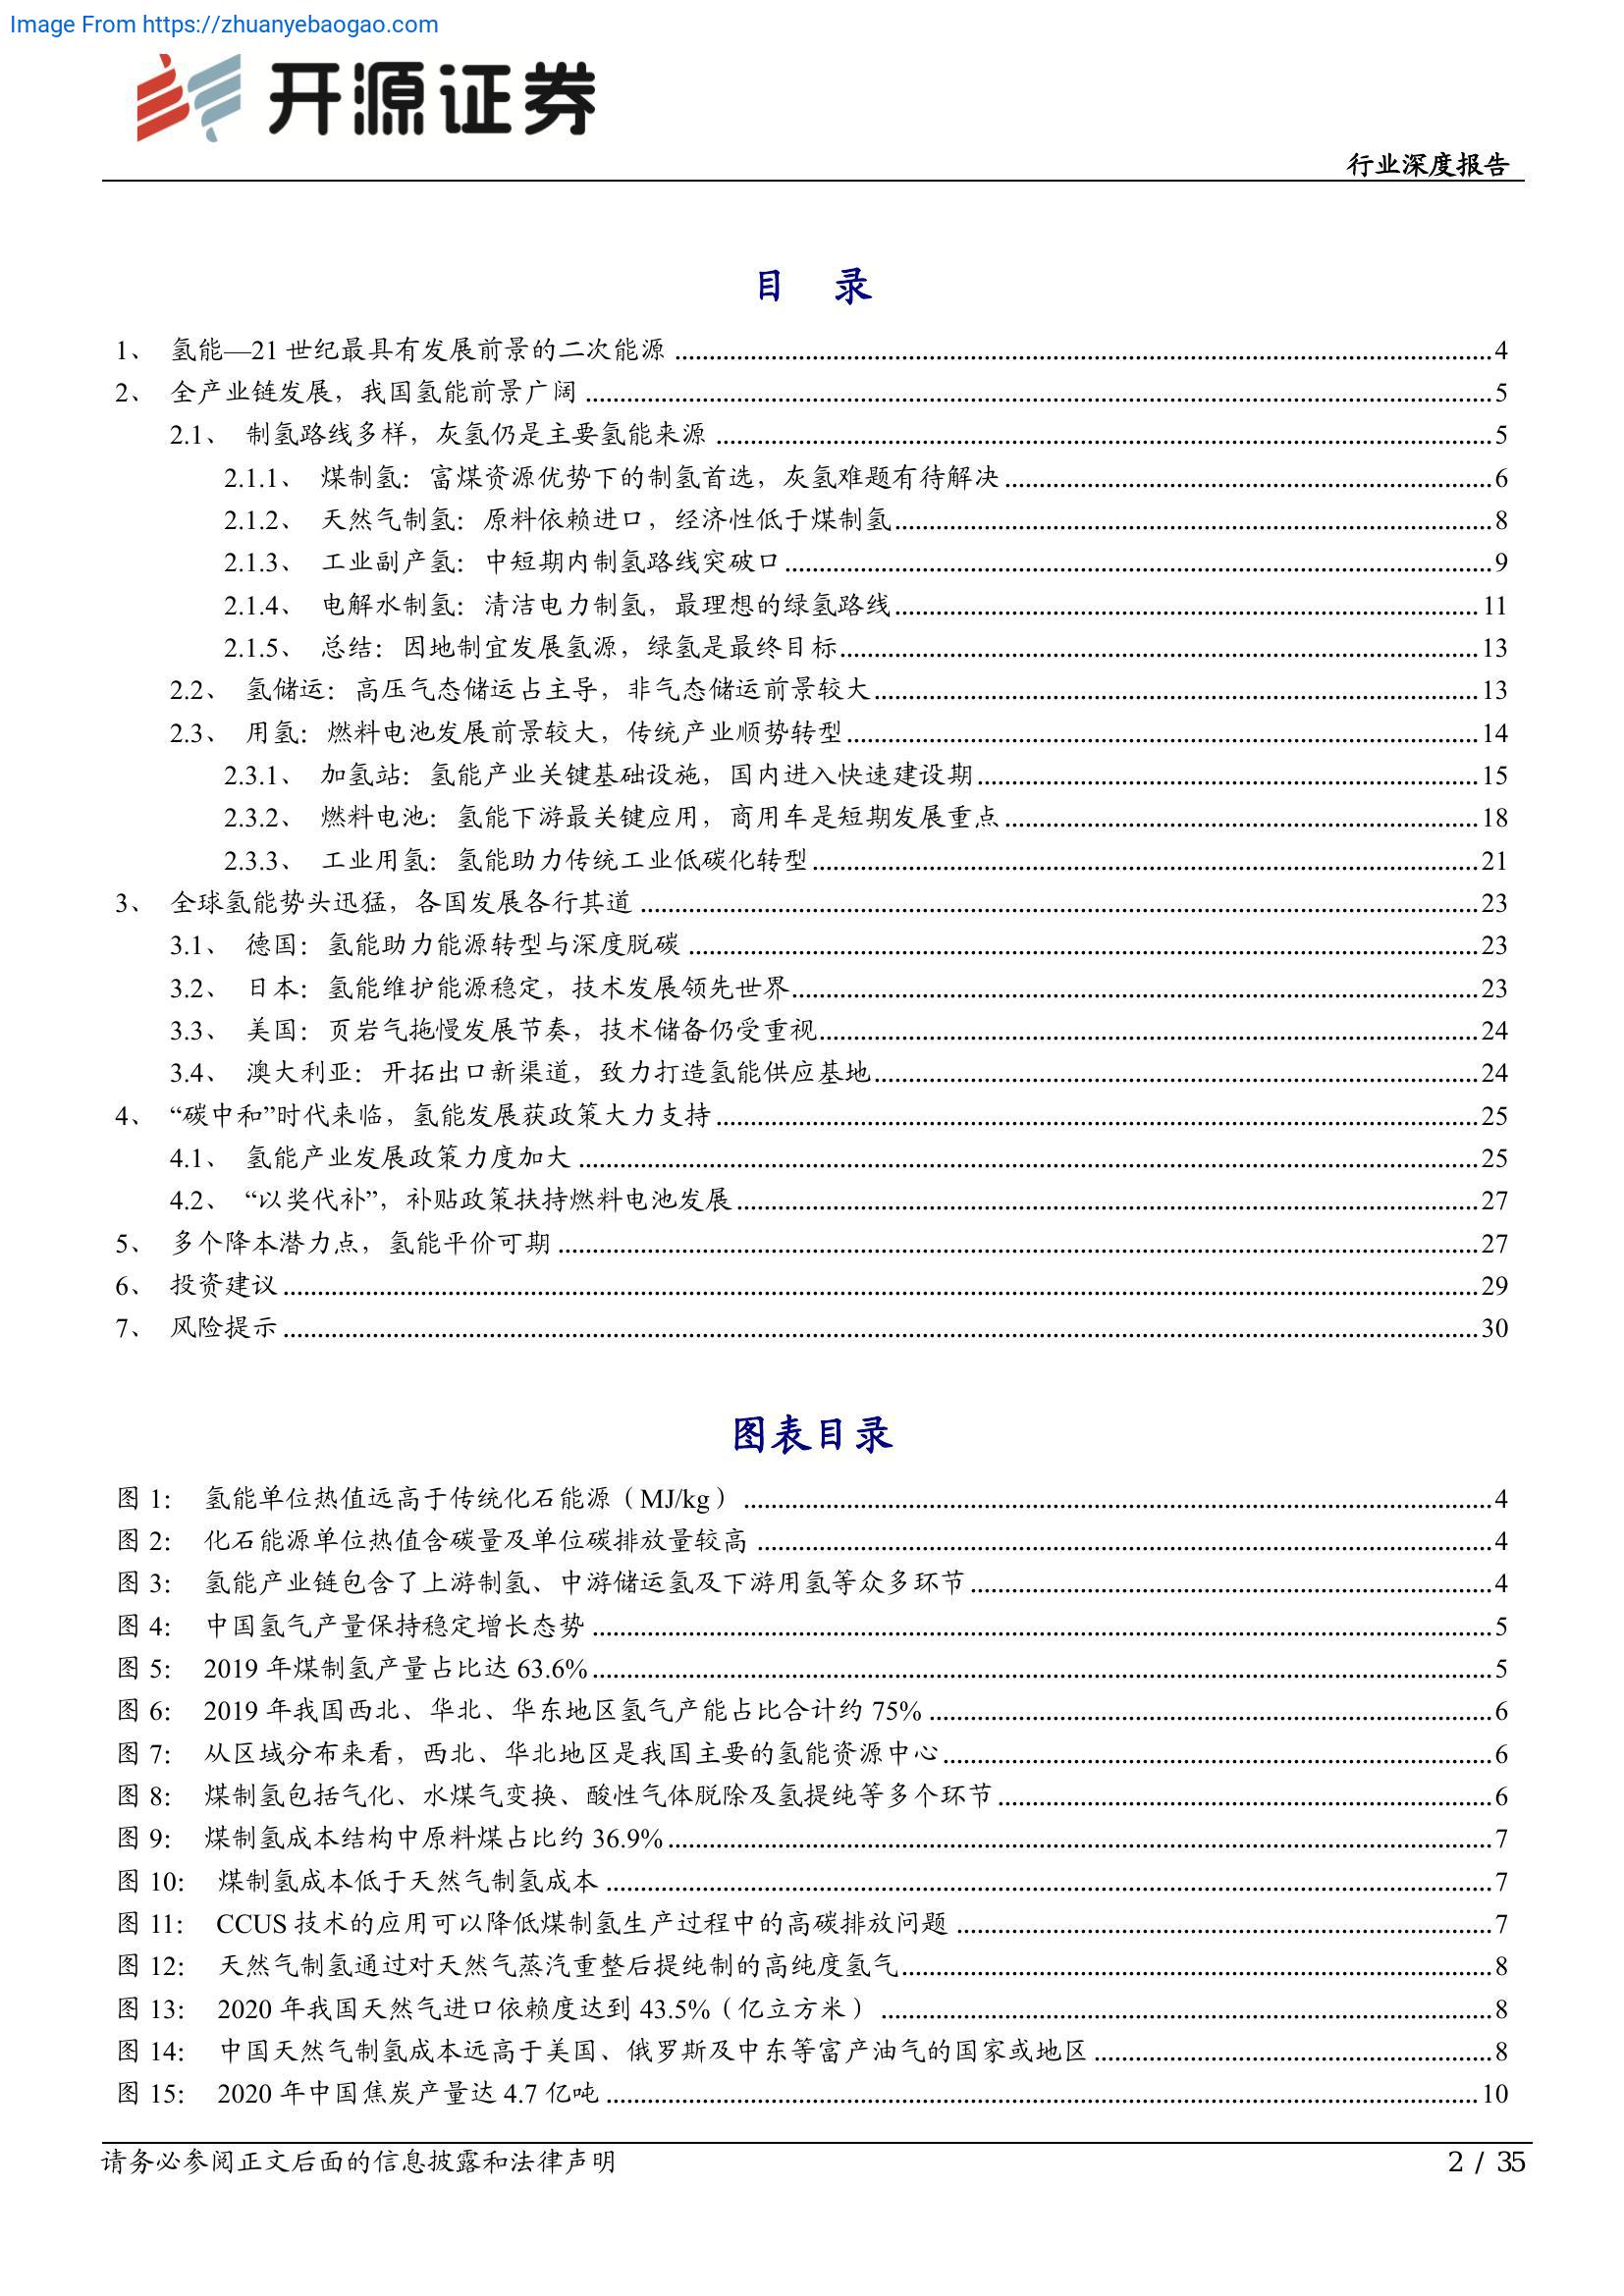 Image From https://zhuanyebaogao.com
开源证券
行业深度报告
目 录
1、 氢能—21 世纪最具有发展前景的二次能源 ........ 4
2、 全产业链发展，我国氢能前景广阔 ........ 5
2.1、 制氢路线多样，灰氢仍是主要氢能来源 ........ 5
2.1.1、 煤制氢：富煤资源优势下的制氢首选，灰氢难题有待解决 ........ 6
2.1.2、 天然气制氢：原料依赖进口，经济性低于煤制氢 ........ 8
2.1.3、 工业副产氢：中短期内制氢路线突破口 ........ 9
2.1.4、 电解水制氢：清洁电力制氢，最理想的绿氢路线 ........ 11
2.1.5、 总结：因地制宜发展氢源，绿氢是最终目标 ........ 13
2.2、 氢储运：高压气态储运占主导，非气态储运前景较大 ........ 13
2.3、 用氢：燃料电池发展前景较大，传统产业顺势转型 ........ 14
2.3.1、 加氢站：氢能产业关键基础设施，国内进入快速建设期 ........ 15
2.3.2、 燃料电池：氢能下游最关键应用，商用车是短期发展重点 ........ 18
2.3.3、 工业用氢：氢能助力传统工业低碳化转型 ........ 21
3、 全球氢能势头迅猛，各国发展各行其道 ........ 23
3.1、 德国：氢能助力能源转型与深度脱碳 ........ 23
3.2、 日本：氢能维护能源稳定，技术发展领先世界 ........ 23
3.3、 美国：页岩气拖慢发展节奏，技术储备仍受重视 ........ 24
3.4、 澳大利亚：开拓出口新渠道，致力打造氢能供应基地 ........ 24
4、 “碳中和”时代来临，氢能发展获政策大力支持 ........ 25
4.1、 氢能产业发展政策力度加大 ........ 25
4.2、 “以奖代补”，补贴政策扶持燃料电池发展 ........ 27
5、 多个降本潜力点，氢能平价可期 ........ 27
6、 投资建议 ........ 29
7、 风险提示 ........ 30
图表目录
图 1： 氢能单位热值远高于传统化石能源（MJ/kg） ........ 4
图 2： 化石能源单位热值含碳量及单位碳排放量较高 ........ 4
图 3： 氢能产业链包含了上游制氢、中游储运氢及下游用氢等众多环节 ........ 4
图 4： 中国氢气产量保持稳定增长态势 ........ 5
图 5： 2019 年煤制氢产量占比达 63.6% ........ 5
图 6： 2019 年我国西北、华北、华东地区氢气产能占比合计约 75% ........ 6
图 7： 从区域分布来看，西北、华北地区是我国主要的氢能资源中心 ........ 6
图 8： 煤制氢包括气化、水煤气变换、酸性气体脱除及氢提纯等多个环节 ........ 6
图 9： 煤制氢成本结构中原料煤占比约 36.9% ........ 7
图 10： 煤制氢成本低于天然气制氢成本 ........ 7
图 11： CCUS 技术的应用可以降低煤制氢生产过程中的高碳排放问题 ........ 7
图 12： 天然气制氢通过对天然气蒸汽重整后提纯制的高纯度氢气 ........ 8
图 13： 2020 年我国天然气进口依赖度达到 43.5%（亿立方米） ........ 8
图 14： 中国天然气制氢成本远高于美国、俄罗斯及中东等富产油气的国家或地区 ........ 8
图 15： 2020 年中国焦炭产量达 4.7 亿吨 ........ 10
请务必参阅正文后面的信息披露和法律声明
2 / 35